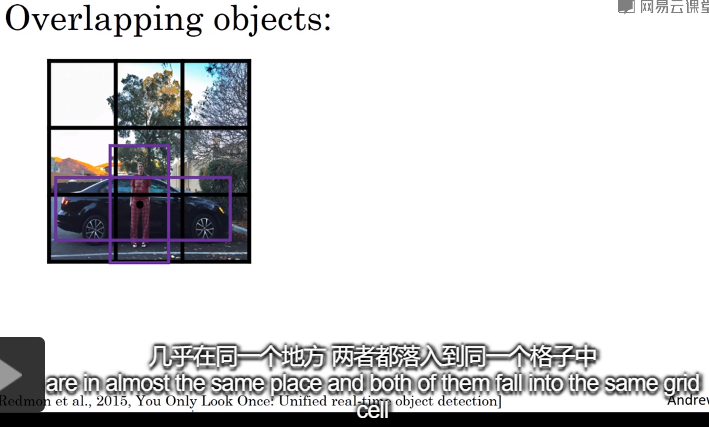 Overlapping objects:
网易云课堂
几乎在同一个地方 两者都落入到同一个格子中
are in almost the same place and both of them fall into the same grid
Redmon et al., 2015, You Only Look Once: Unified real-time object detection]
cell
Andrew